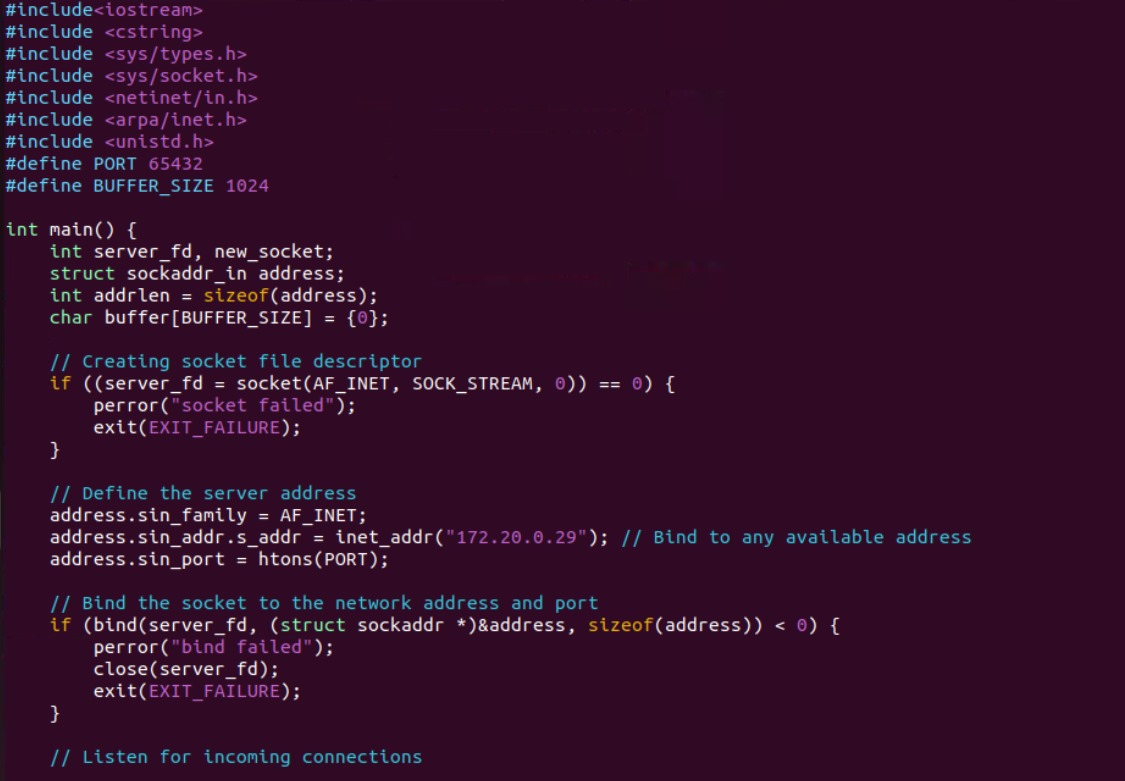 #include<iostream>
#include <cstring>
#include <sys/types.h>
#include <sys/socket.h>
#include <netinet/in.h>
#include <arpa/inet.h>
#include <unistd.h>
#define PORT 65432
#define BUFFER_SIZE 1024

int main() {
    int server_fd, new_socket;
    struct sockaddr_in address;
    int addrlen = sizeof(address);
    char buffer[BUFFER_SIZE] = {0};

    // Creating socket file descriptor
    if ((server_fd = socket(AF_INET, SOCK_STREAM, 0)) == 0) {
        perror("socket failed");
        exit(EXIT_FAILURE);
    }

    // Define the server address
    address.sin_family = AF_INET;
    address.sin_addr.s_addr = inet_addr("172.20.0.29"); // Bind to any available address
    address.sin_port = htons(PORT);

    // Bind the socket to the network address and port
    if (bind(server_fd, (struct sockaddr *)&address, sizeof(address)) < 0) {
        perror("bind failed");
        close(server_fd);
        exit(EXIT_FAILURE);
    }

    // Listen for incoming connections